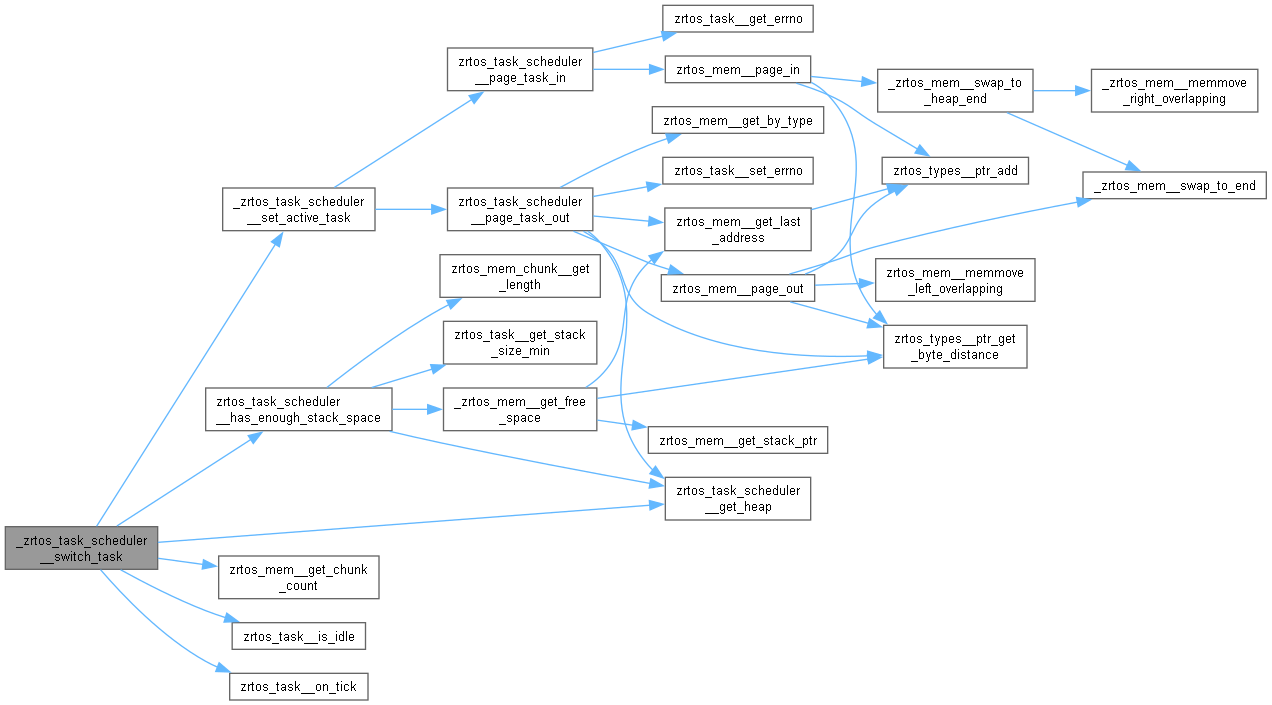 zrtos_task__get_errno
zrtos_task_scheduler
__page_task_in
zrtos_mem__page_in
_zrtos_mem__swap_to
_heap_end
_zrtos_mem__memmove
_right_overlapping
zrtos_mem__get_by_type
zrtos_types__ptr_add
_zrtos_mem__swap_to_end
zrtos_task__set_errno
_zrtos_task_scheduler
__set_active_task
zrtos_task_scheduler
__page_task_out
zrtos_mem__get_last
_address
zrtos_mem_chunk__get
_length
zrtos_mem__page_out
zrtos_mem__memmove
_left_overlapping
zrtos_task__get_stack
_size_min
zrtos_types__ptr_get
_byte_distance
zrtos_task_scheduler
__has_enough_stack_space
_zrtos_mem__get_free
_space
zrtos_mem__get_stack_ptr
zrtos_task_scheduler
__get_heap
_zrtos_task_scheduler
__switch_task
zrtos_mem__get_chunk
_count
zrtos_task__is_idle
zrtos_task__on_tick